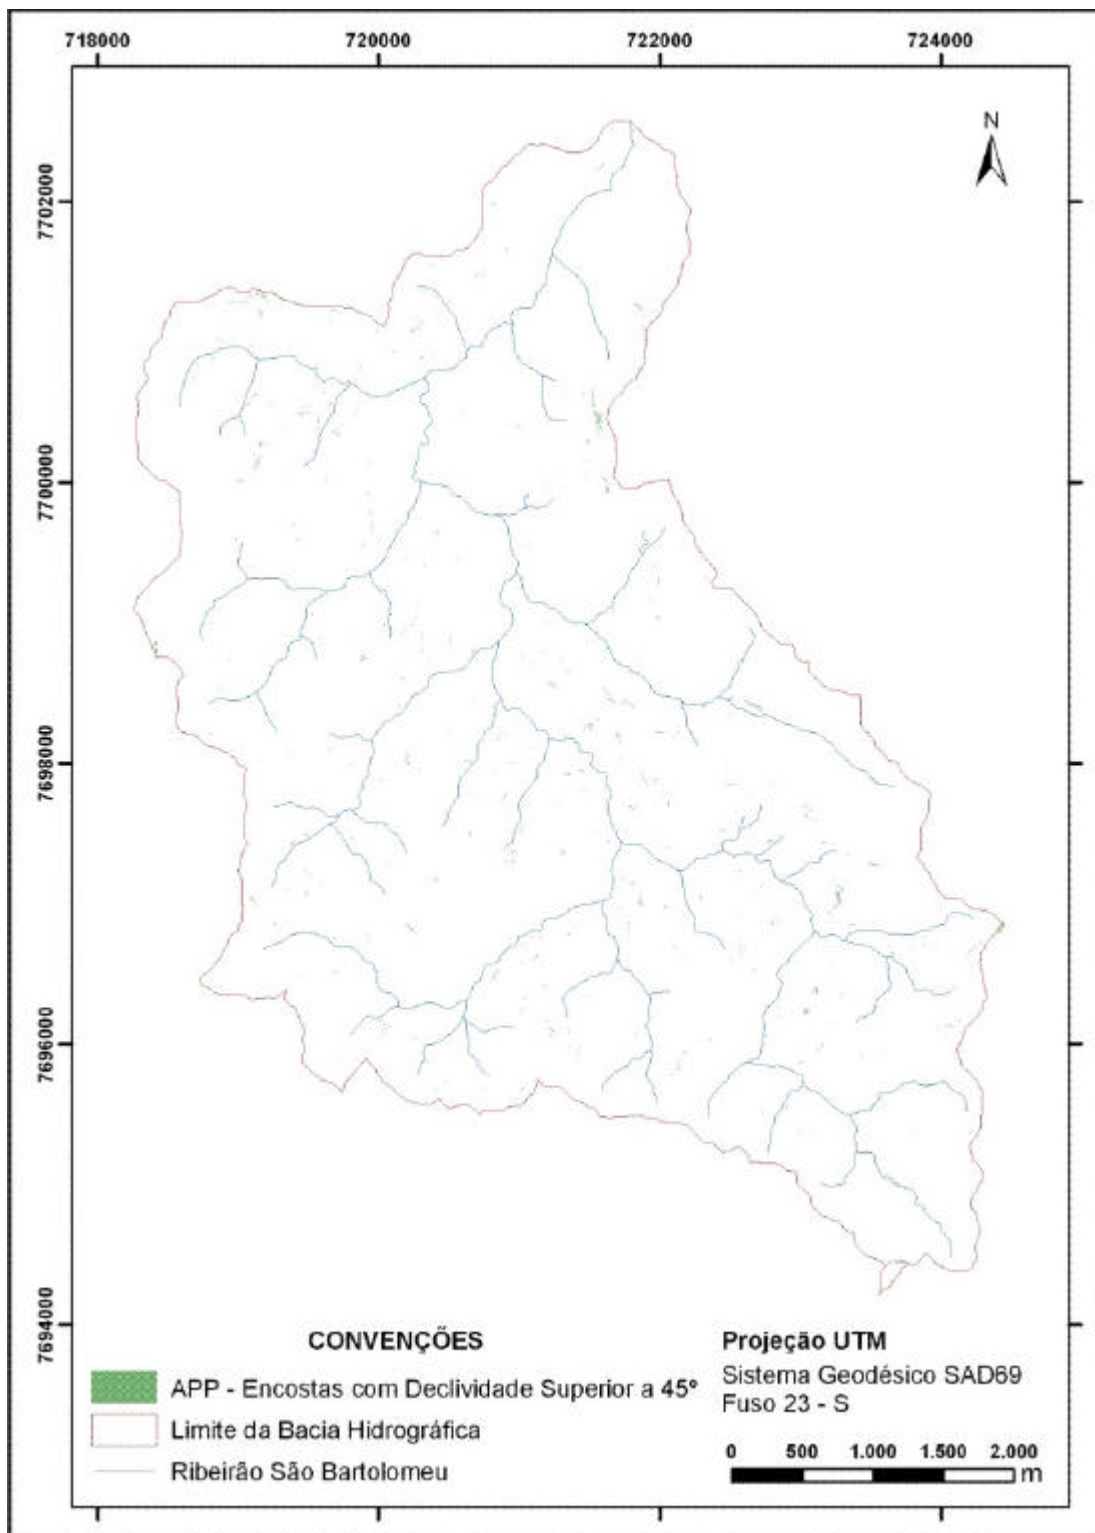 718000 720000 722000 724000
N
7702000
7700000
7698000
7696000
7694000
CONVENÇÕES
APP - Encostas com Declividade Superior a 45º
Limite da Bacia Hidrográfica
Ribeirão São Bartolomeu
Projeção UTM
Sistema Geodésico SAD69
Fuso 23 - S
0 500 1.000 1.500 2.000
m